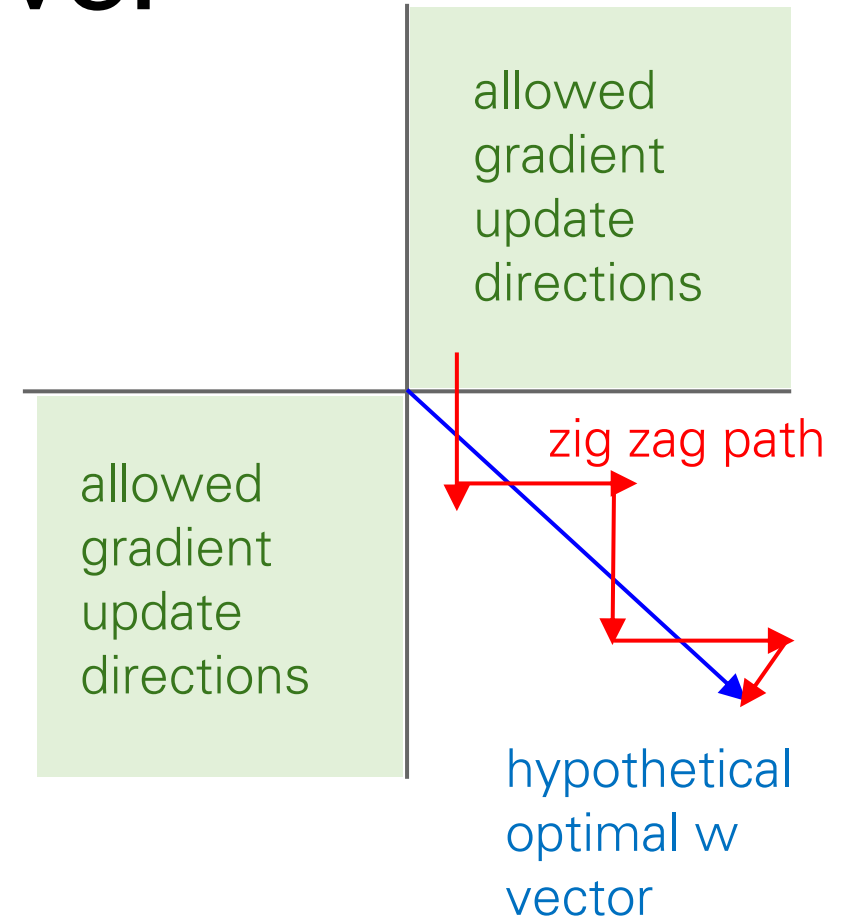 allowed
gradient
update
directions
zig zag path
allowed
gradient
update
directions
hypothetical
optimal w
vector